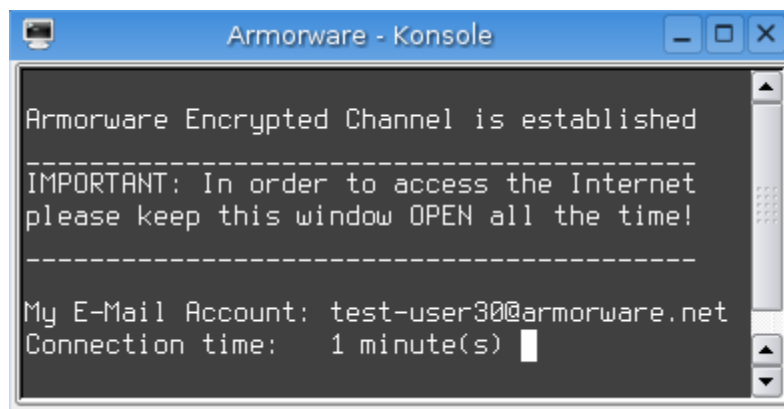 Armorware - Konsole
Armorware Encrypted Channel is established
__________________________________________
IMPORTANT: In order to access the Internet
please keep this window OPEN all the time!
------------------------------------------
My E-Mail Account: test-user30@armorware.net
Connection time:   1 minute(s)